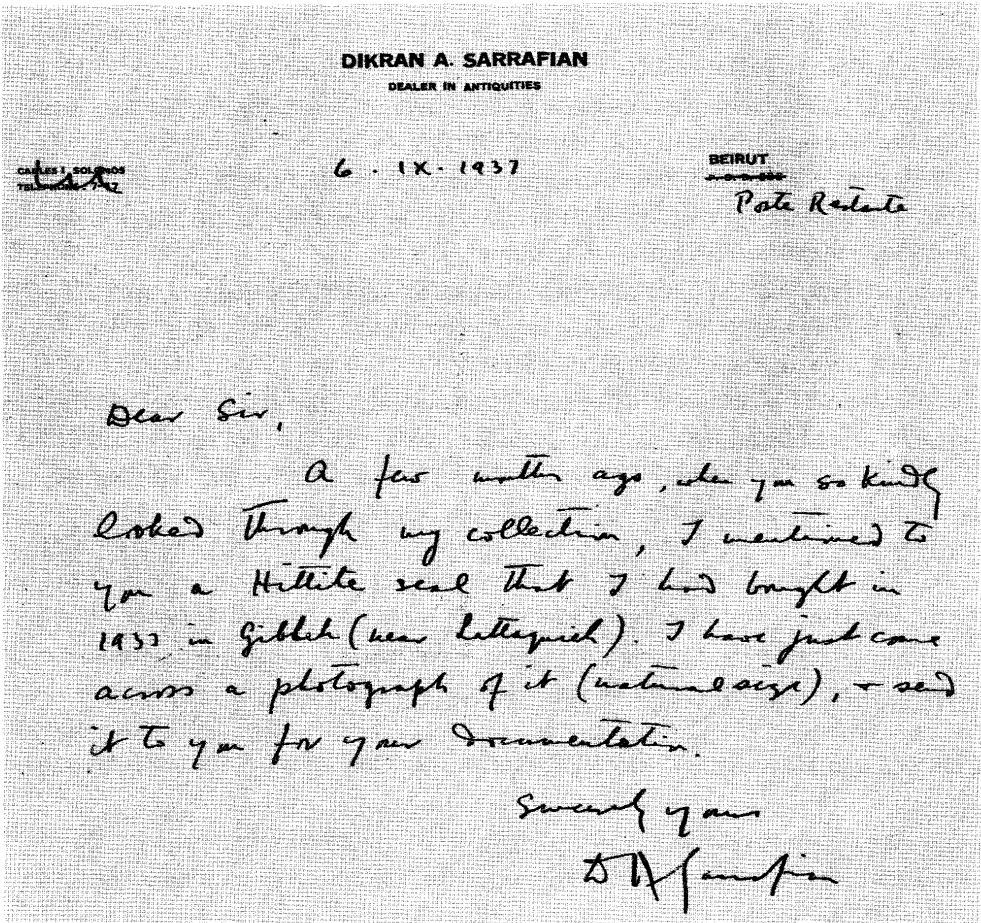 DIKRAN A. SARRAFIAN
DEALER IN ANTIQUITIES
6 . IX . 1937
BEIRUT
Poste Restante
Dear Sir,
A few months ago, when you so kindly
looked through my collection, I mentioned to
you a Hittite seal that I had bought in
in Gibleh (near Lattaquieh). I have just come
across a photograph of it (natural size), & send
it to you for your documentation.
Sincerely yours
D A Sarrafian